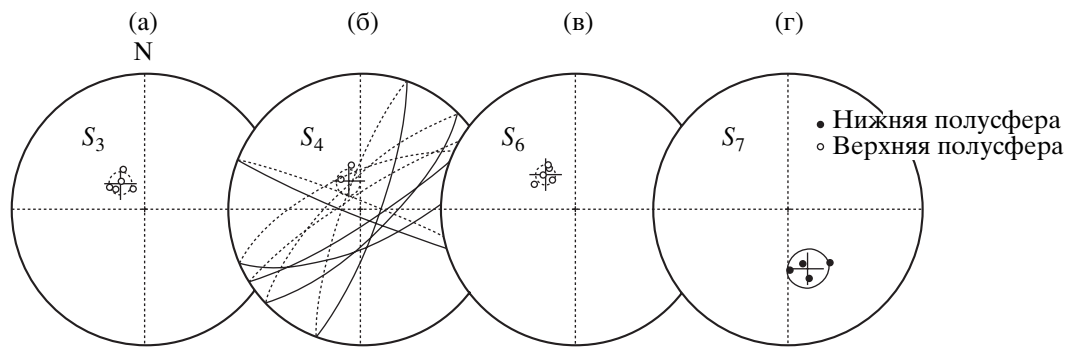 (а) (б) (в) (г)
N
S3 S4 S6 S7
Нижняя полусфера
Верхняя полусфера